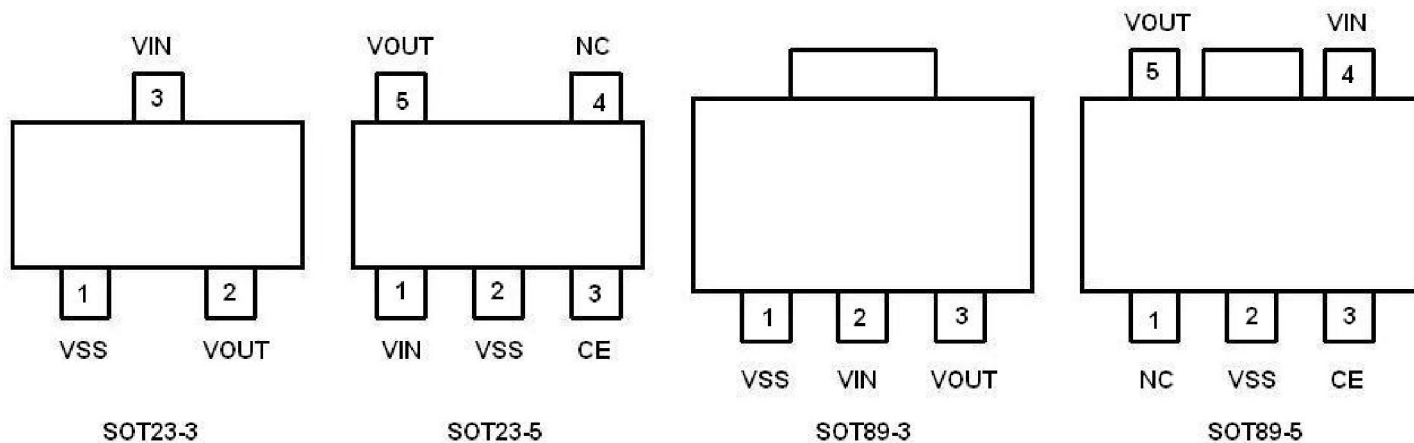 VIN
3
1 2
VSS VOUT
SOT23-3
VOUT NC
5 4
1 2 3
VIN VSS CE
SOT23-5
1 2 3
VSS VIN VOUT
SOT89-3
VOUT VIN
5 4
1 2 3
NC VSS CE
SOT89-5